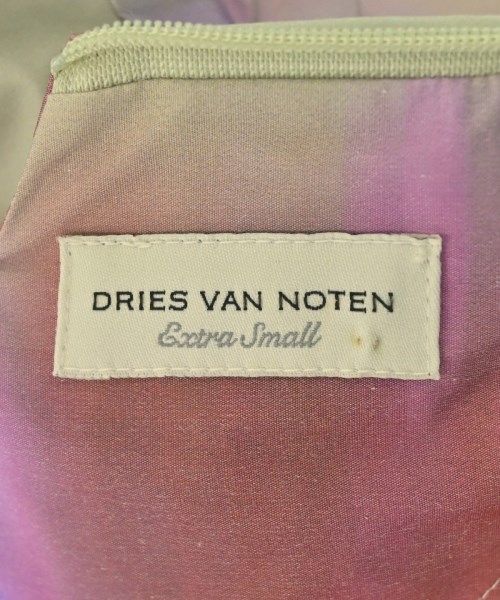 DRIES VAN NOTEN
Extra Small